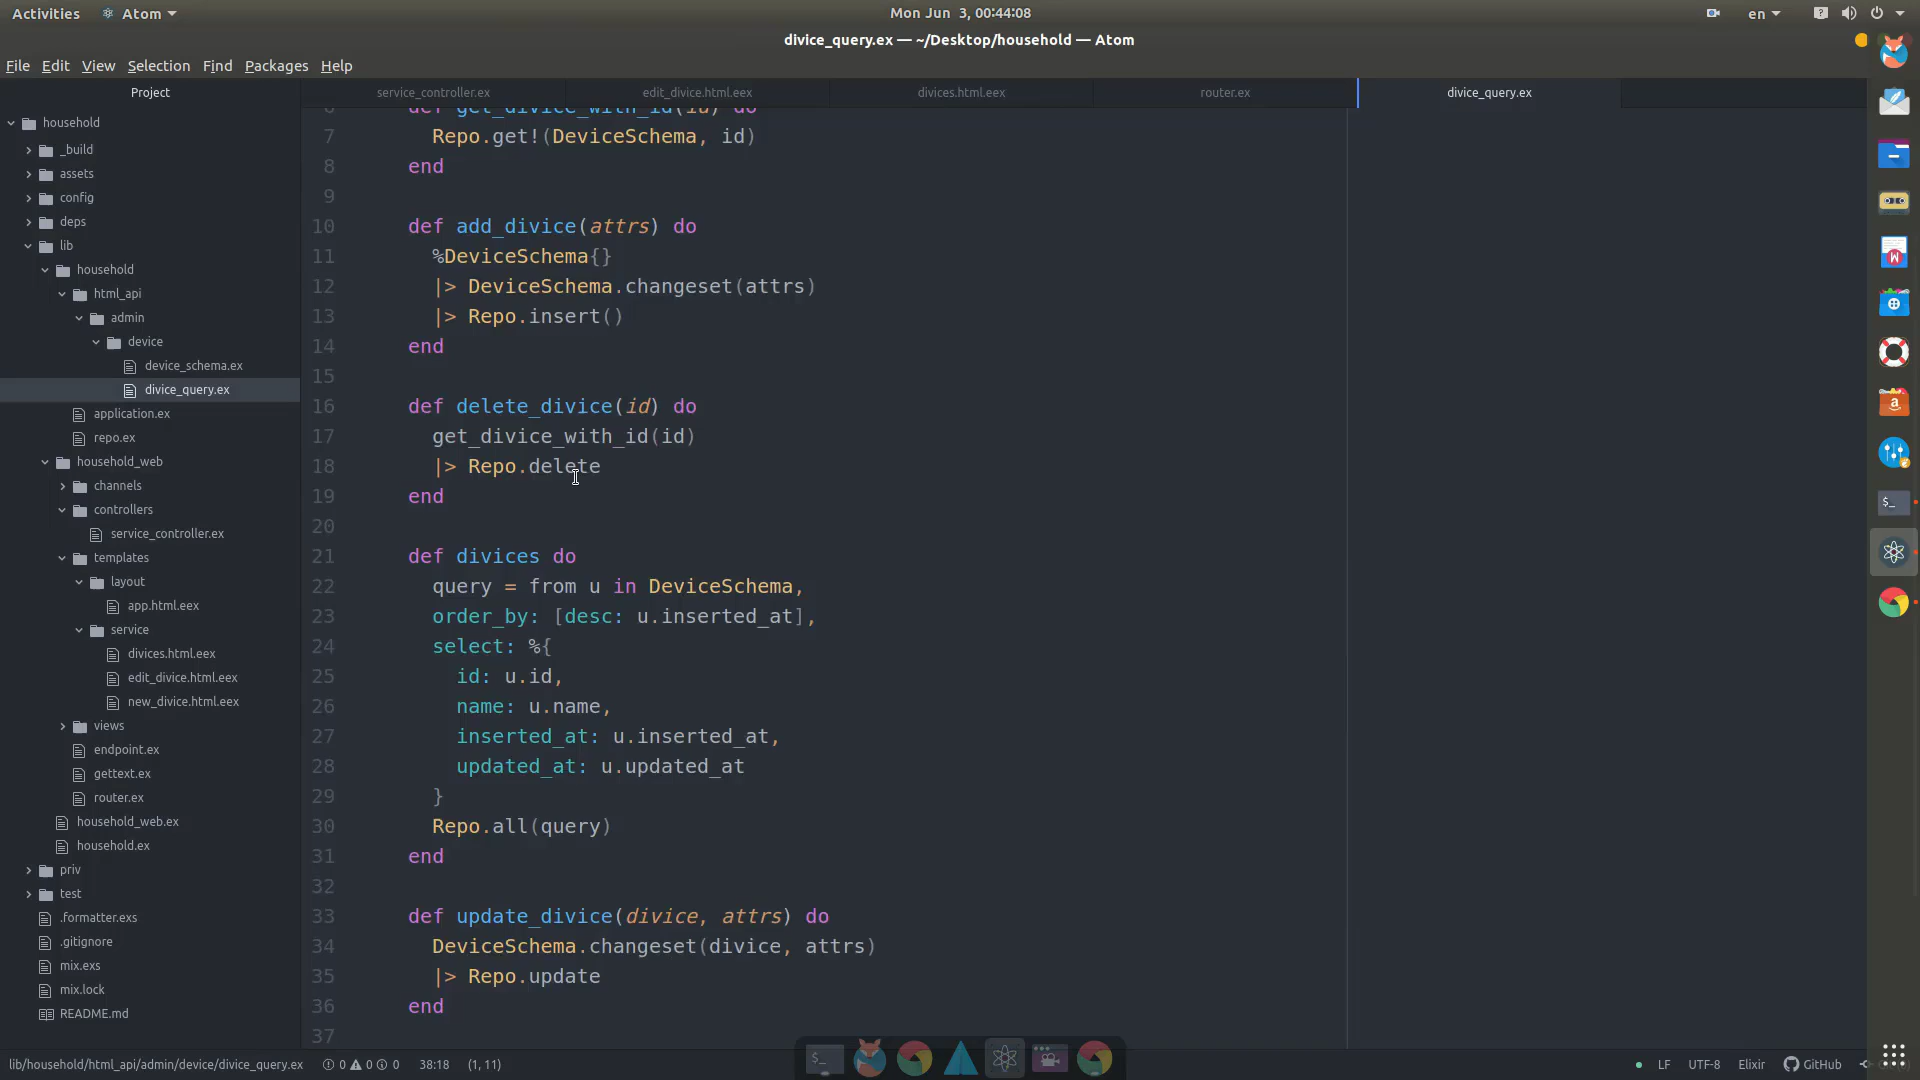 Activities
Atom
Mon Jun 3, 00:44:08
en
divice_query.ex — ~/Desktop/household — Atom
File Edit View Selection Find Packages Help
Project
household
_build
assets
config
deps
lib
household
html_api
admin
device
device_schema.ex
divice_query.ex
application.ex
repo.ex
household_web
channels
controllers
service_controller.ex
templates
layout
app.html.eex
service
divices.html.eex
edit_divice.html.eex
new_divice.html.eex
views
endpoint.ex
gettext.ex
router.ex
household_web.ex
household.ex
priv
test
.formatter.exs
.gitignore
mix.exs
mix.lock
README.md
service_controller.ex
edit_divice.html.eex
divices.html.eex
router.ex
divice_query.ex
6 def get_divice_with_id(id) do
7 Repo.get!(DeviceSchema, id)
8 end
9
10 def add_divice(attrs) do
11 %DeviceSchema{}
12 |> DeviceSchema.changeset(attrs)
13 |> Repo.insert()
14 end
15
16 def delete_divice(id) do
17 get_divice_with_id(id)
18 |> Repo.delete
19 end
20
21 def divices do
22 query = from u in DeviceSchema,
23 order_by: [desc: u.inserted_at],
24 select: %{
25 id: u.id,
26 name: u.name,
27 inserted_at: u.inserted_at,
28 updated_at: u.updated_at
29 }
30 Repo.all(query)
31 end
32
33 def update_divice(divice, attrs) do
34 DeviceSchema.changeset(divice, attrs)
35 |> Repo.update
36 end
37
lib/household/html_api/admin/device/divice_query.ex
0 0 0
38:18
(1, 11)
LF
UTF-8
Elixir
GitHub